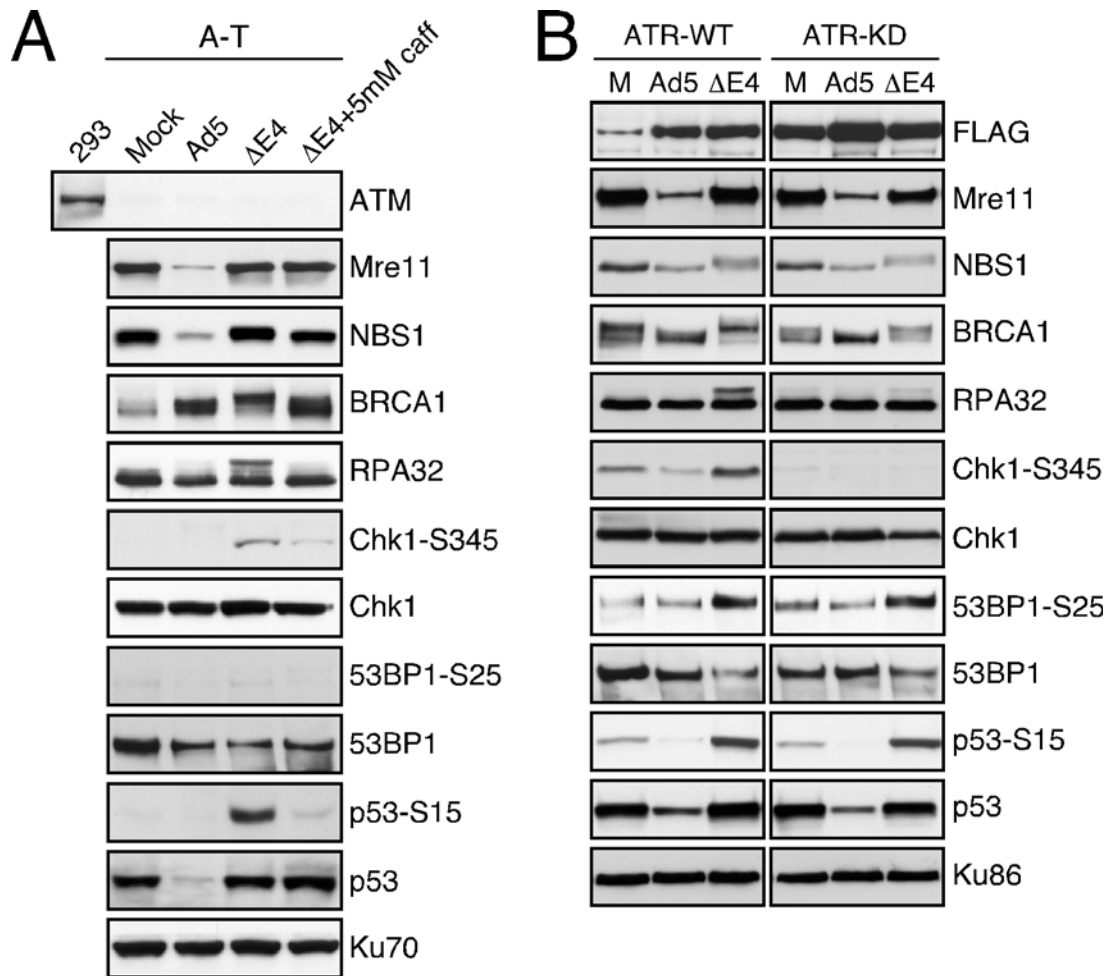 A
A-T
293
Mock
Ad5
ΔE4
ΔE4+5mM caff
ATM
Mre11
NBS1
BRCA1
RPA32
Chk1-S345
Chk1
53BP1-S25
53BP1
p53-S15
p53
Ku70
B
ATR-WT ATR-KD
M Ad5 ΔE4 M Ad5 ΔE4
FLAG
Mre11
NBS1
BRCA1
RPA32
Chk1-S345
Chk1
53BP1-S25
53BP1
p53-S15
p53
Ku86